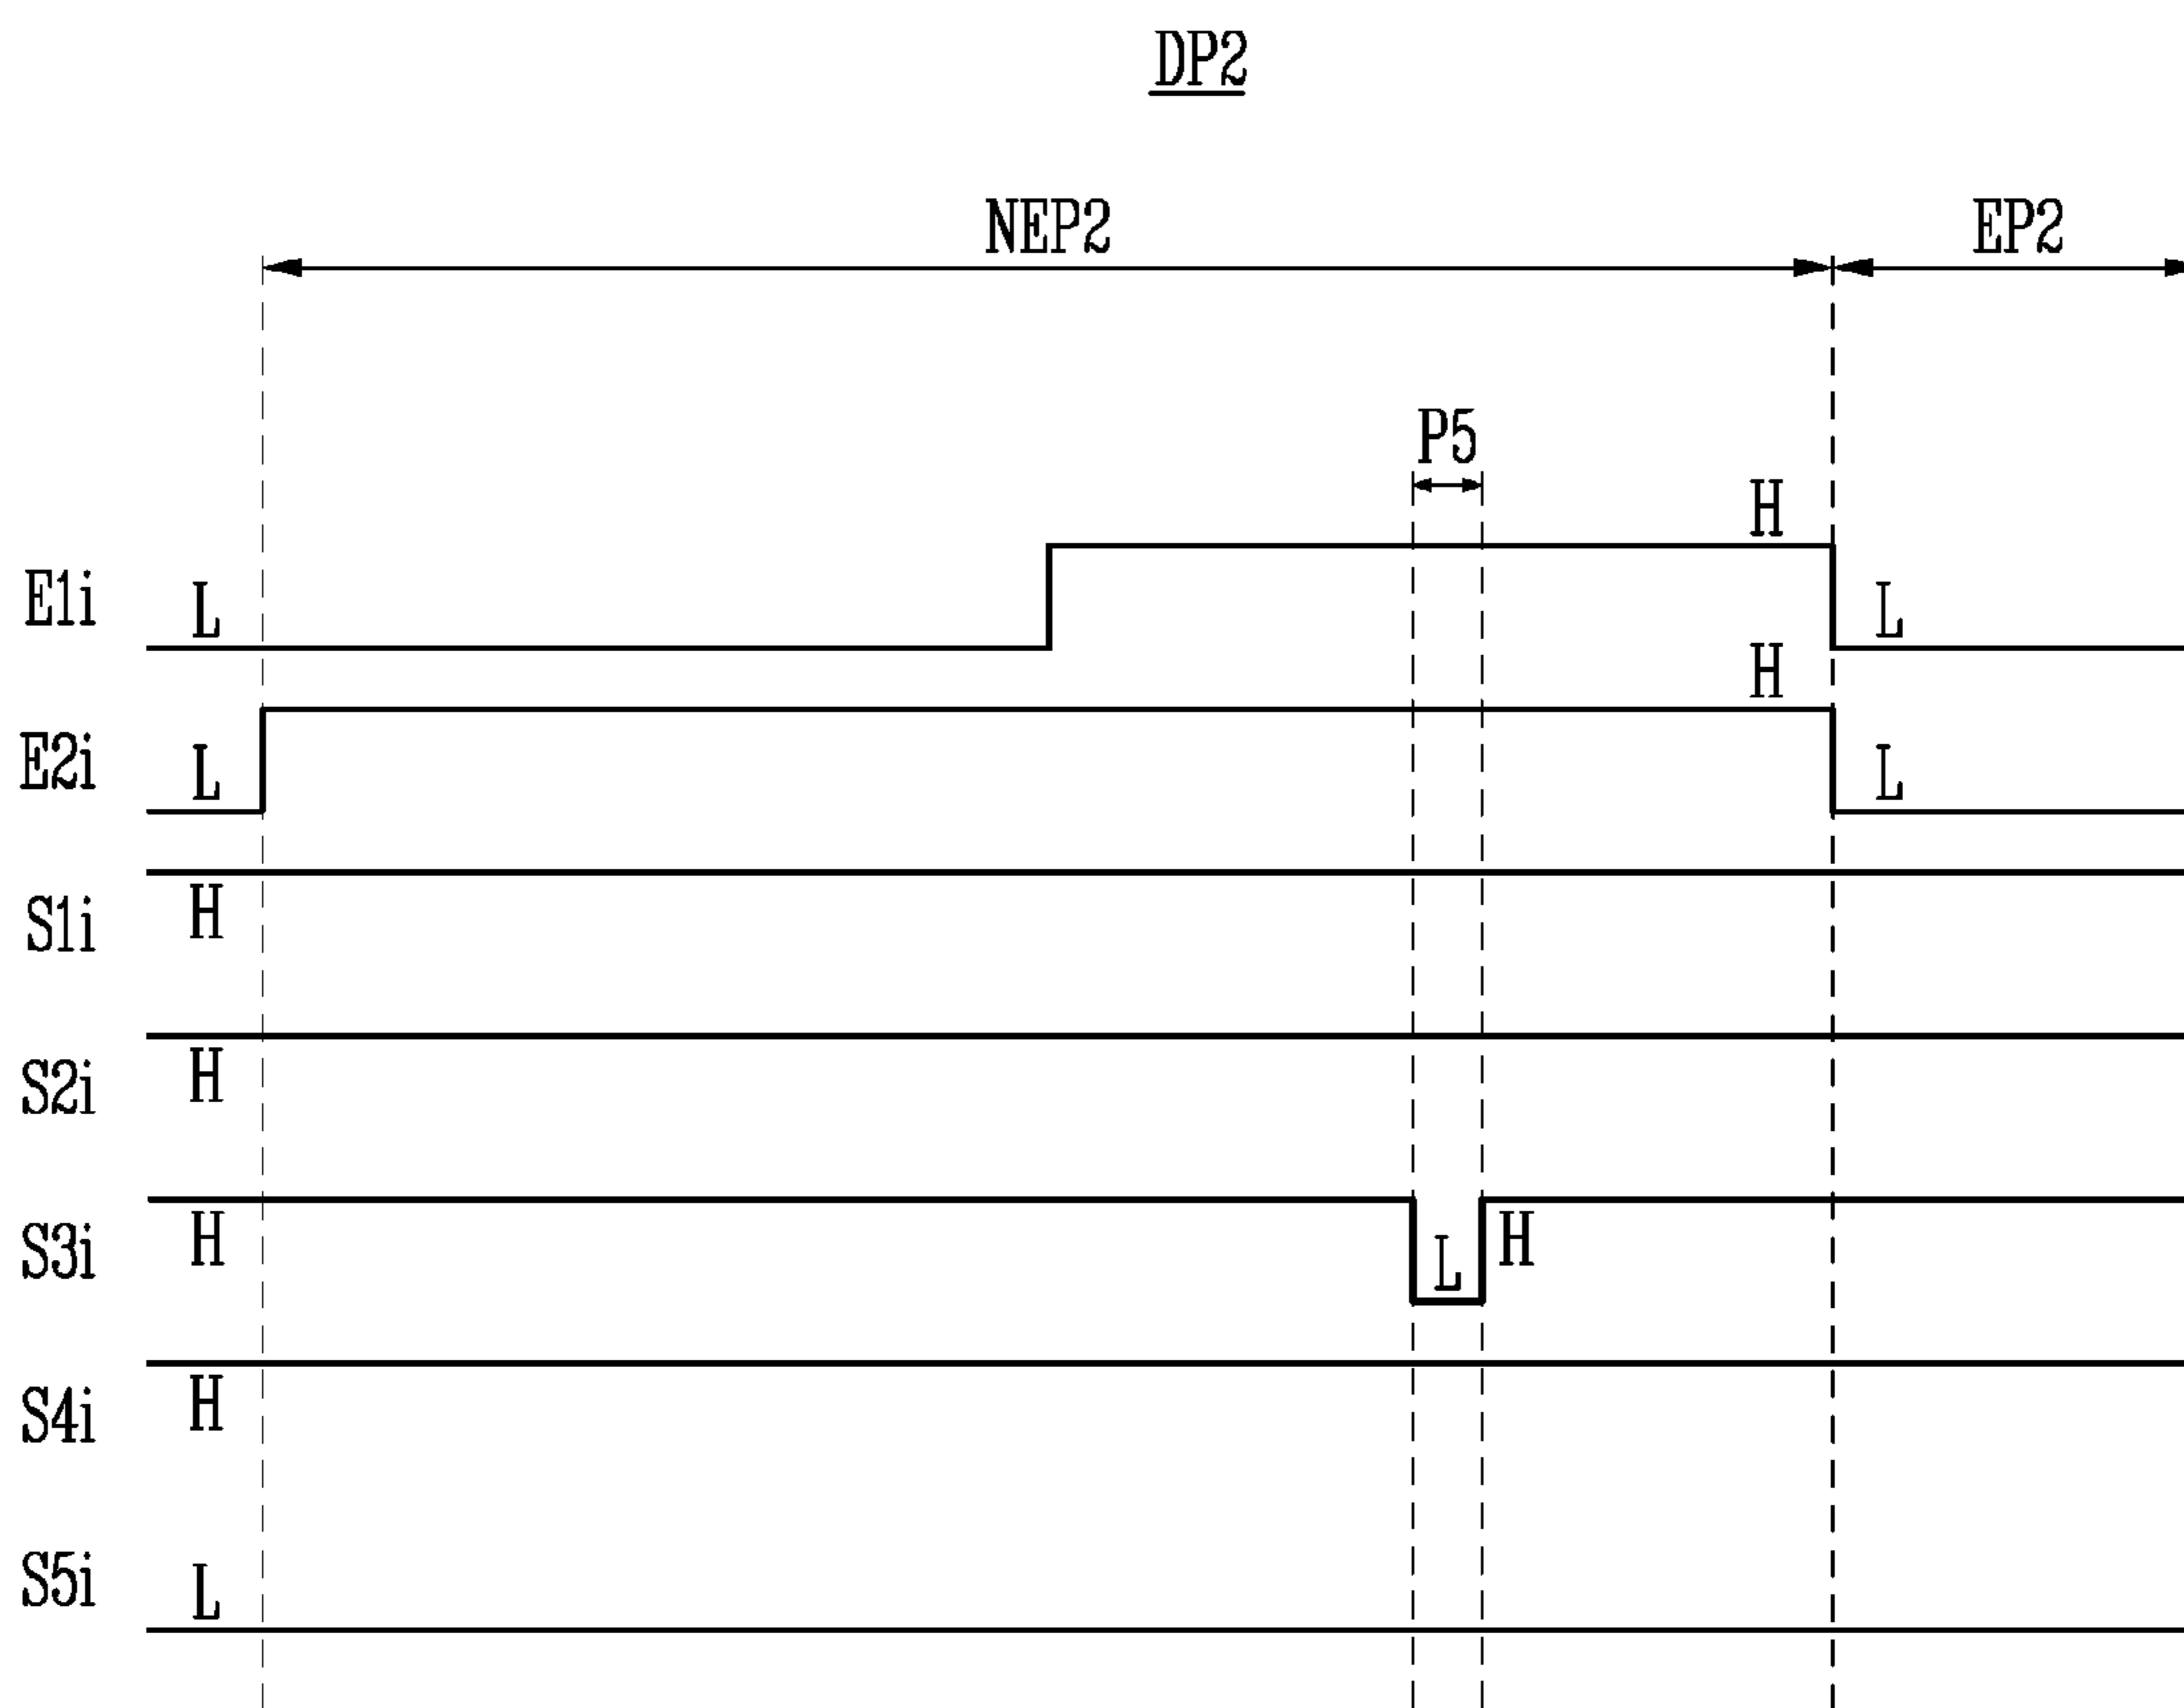 DP2
NEP2 EP2
P5
H
E1i L L
H
E2i L L
S1i H
S2i H
S3i H L H
S4i H
S5i L